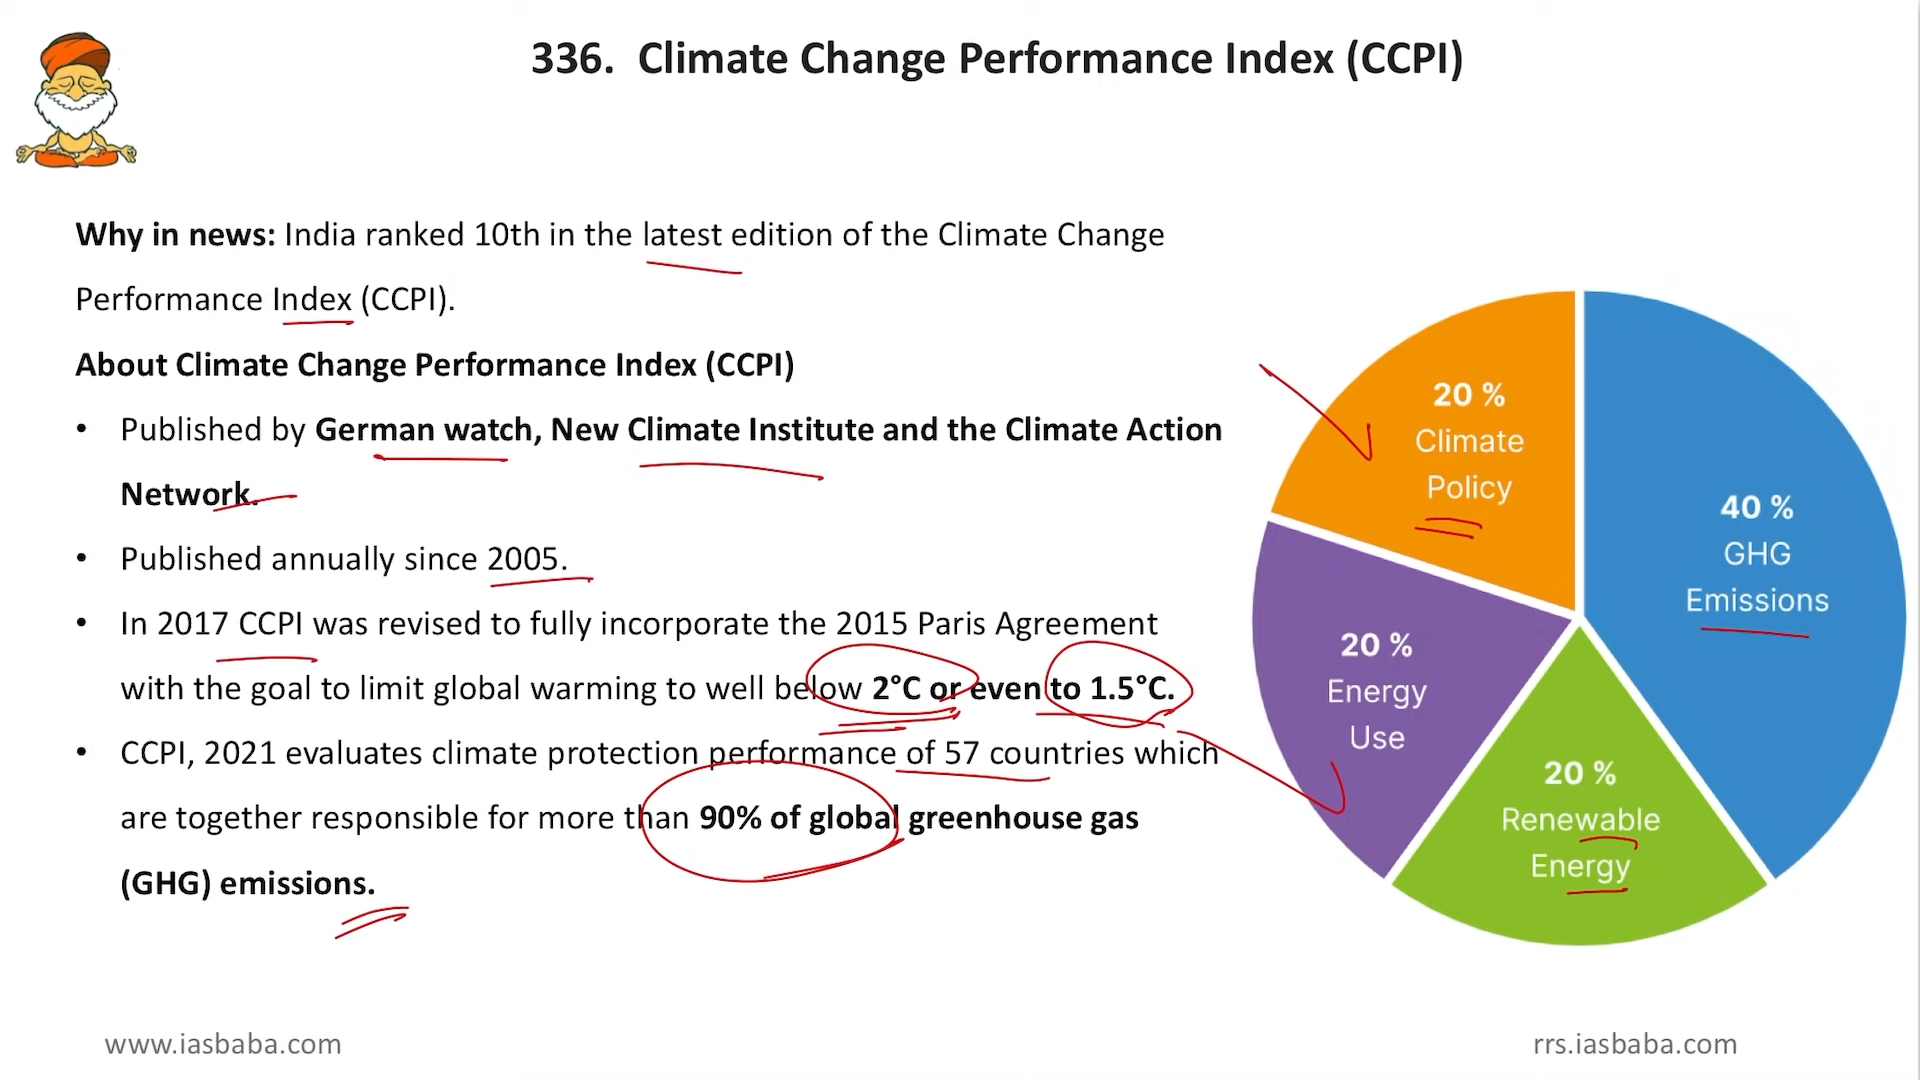 336. Climate Change Performance Index (CCPI)
Why in news: India ranked 10th in the latest edition of the Climate Change
Performance Index (CCPI).
About Climate Change Performance Index (CCPI)
• Published by German watch, New Climate Institute and the Climate Action
Network.
• Published annually since 2005.
• In 2017 CCPI was revised to fully incorporate the 2015 Paris Agreement
with the goal to limit global warming to well below 2°C or even to 1.5°C.
• CCPI, 2021 evaluates climate protection performance of 57 countries which
are together responsible for more than 90% of global greenhouse gas
(GHG) emissions.
20 %
Climate
Policy
40 %
GHG
Emissions
20 %
Energy
Use
20 %
Renewable
Energy
www.iasbaba.com
rrs.iasbaba.com